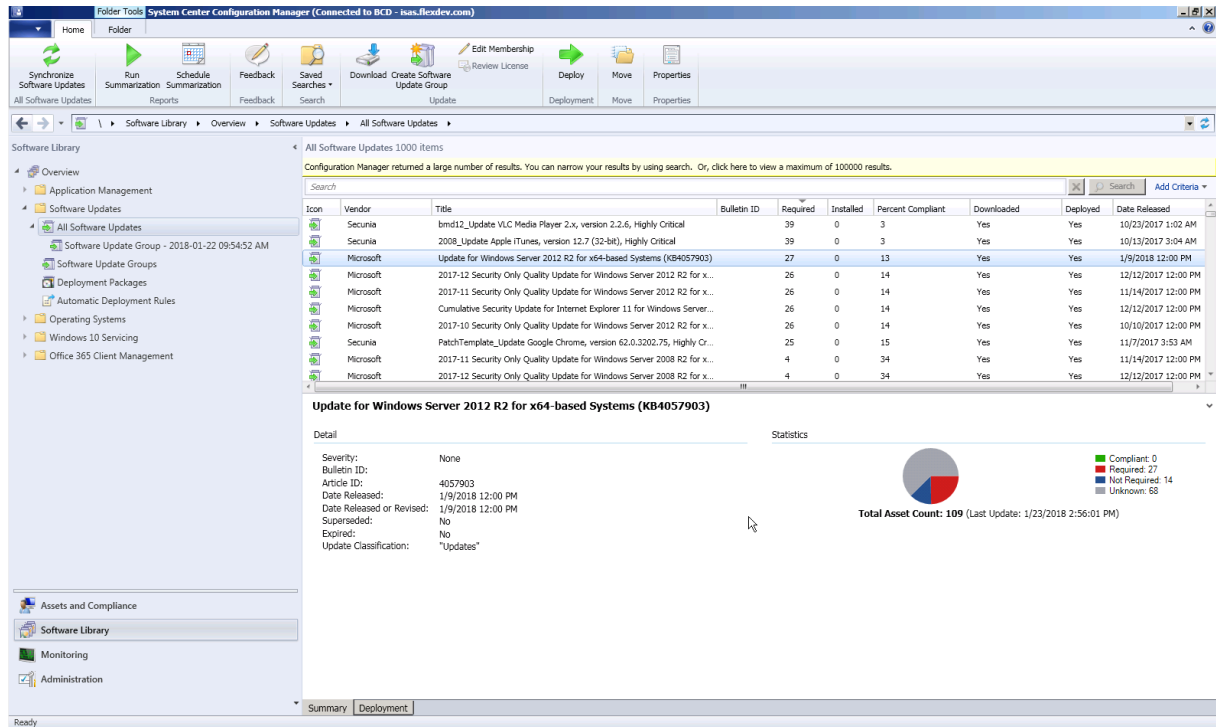 Folder Tools System Center Configuration Manager (Connected to BCD - isas.flexdev.com)
Home Folder
Synchronize Software Updates
Run Summarization
Schedule Summarization
Feedback
Saved Searches
Download
Create Software Update Group
Edit Membership
Review License
Deploy
Move
Properties
All Software Updates Reports Feedback Search Update Deployment Move Properties
\ Software Library Overview Software Updates All Software Updates
Software Library
Overview
Application Management
Software Updates
All Software Updates
Software Update Group - 2018-01-22 09:54:52 AM
Software Update Groups
Deployment Packages
Automatic Deployment Rules
Operating Systems
Windows 10 Servicing
Office 365 Client Management
Assets and Compliance
Software Library
Monitoring
Administration
All Software Updates 1000 items
Configuration Manager returned a large number of results. You can narrow your results by using search. Or, click here to view a maximum of 100000 results.
Search Search Add Criteria
Icon Vendor Title Bulletin ID Required Installed Percent Compliant Downloaded Deployed Date Released
Secunia bmd12_Update VLC Media Player 2.x, version 2.2.6, Highly Critical 39 0 3 Yes Yes 10/23/2017 1:02 AM
Secunia 2008_Update Apple iTunes, version 12.7 (32-bit), Highly Critical 39 0 3 Yes Yes 10/13/2017 3:04 AM
Microsoft Update for Windows Server 2012 R2 for x64-based Systems (KB4057903) 27 0 13 Yes Yes 1/9/2018 12:00 PM
Microsoft 2017-12 Security Only Quality Update for Windows Server 2012 R2 for x... 26 0 14 Yes Yes 12/12/2017 12:00 PM
Microsoft 2017-11 Security Only Quality Update for Windows Server 2012 R2 for x... 26 0 14 Yes Yes 11/14/2017 12:00 PM
Microsoft Cumulative Security Update for Internet Explorer 11 for Windows Server... 26 0 14 Yes Yes 12/12/2017 12:00 PM
Microsoft 2017-10 Security Only Quality Update for Windows Server 2012 R2 for x... 26 0 14 Yes Yes 10/10/2017 12:00 PM
Secunia PatchTemplate_Update Google Chrome, version 62.0.3202.75, Highly Cr... 25 0 15 Yes Yes 11/7/2017 3:53 AM
Microsoft 2017-11 Security Only Quality Update for Windows Server 2008 R2 for x... 4 0 34 Yes Yes 11/14/2017 12:00 PM
Microsoft 2017-12 Security Only Quality Update for Windows Server 2008 R2 for x... 4 0 34 Yes Yes 12/12/2017 12:00 PM
Update for Windows Server 2012 R2 for x64-based Systems (KB4057903)
Detail
Severity: None
Bulletin ID:
Article ID: 4057903
Date Released: 1/9/2018 12:00 PM
Date Released or Revised: 1/9/2018 12:00 PM
Superseded: No
Expired: No
Update Classification: "Updates"
Statistics
Compliant: 0
Required: 27
Not Required: 14
Unknown: 68
Total Asset Count: 109 (Last Update: 1/23/2018 2:56:01 PM)
Summary Deployment
Ready